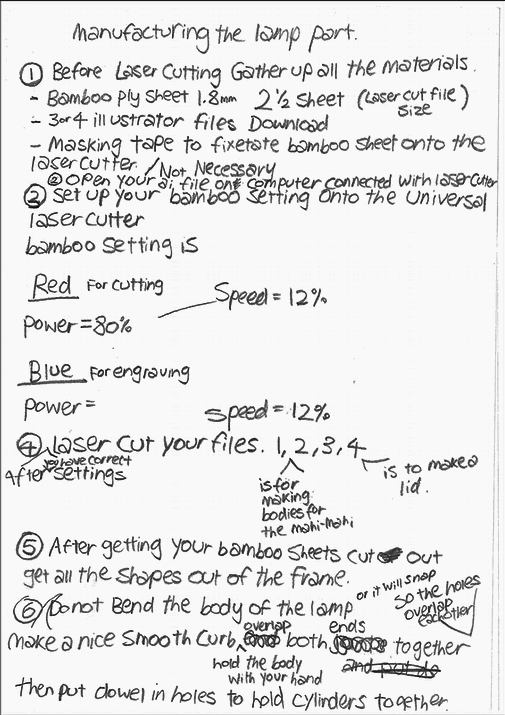 Manufacturing the lamp part.
① Before Laser Cutting Gather up all the Materials.
- Bamboo Ply Sheet 1.8mm 2½ Sheet (Laser cut file)
size
- 3 or 4 illustrator files Download
- Masking tape to fixetate bamboo sheet onto the
laser cutter. / Not Necessary
② Open your ai. file on computer connected with laser cutter
② Set up your bamboo setting onto the Universal
laser cutter
bamboo setting is
Red For cutting
Speed = 12%
Power = 80%
Blue For engraving
Power =
Speed = 12%
④ Laser cut your files. 1, 2, 3, 4
After you have correct settings
is to make a
lid.
is for
making
bodies for
the mahi-mahi
⑤ After getting your bamboo sheets cut out
get all the shapes out of the frame.
⑥ Do not Bend the body of the lamp or it will snap
So the holes
overlap
eachother
make a nice smooth curb, overlap both ends together
hold the body
with your hand
then put dowel in holes to hold cylinders together.